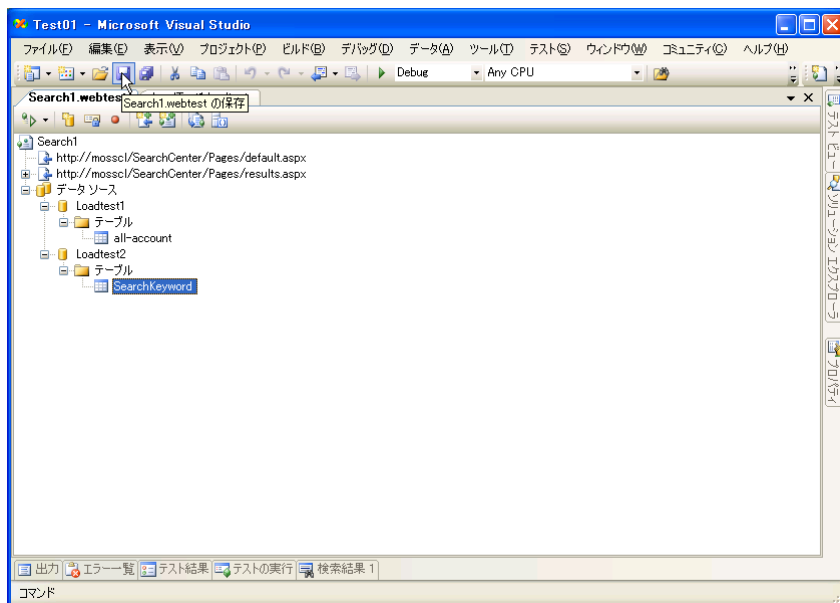 Test01 - Microsoft Visual Studio
ファイル(F) 編集(E) 表示(V) プロジェクト(P) ビルド(B) デバッグ(D) データ(A) ツール(T) テスト(S) ウィンドウ(W) コミュニティ(C) ヘルプ(H)
Debug Any CPU
Search1.webtes
Search1.webtest の保存
Search1
http://mosscl/SearchCenter/Pages/default.aspx
http://mosscl/SearchCenter/Pages/results.aspx
データ ソース
Loadtest1
テーブル
all-account
Loadtest2
テーブル
SearchKeyword
テスト ビュー
ソリューション エクスプローラ
プロパティ
出力 エラー一覧 テスト結果 テストの実行 検索結果 1
コマンド